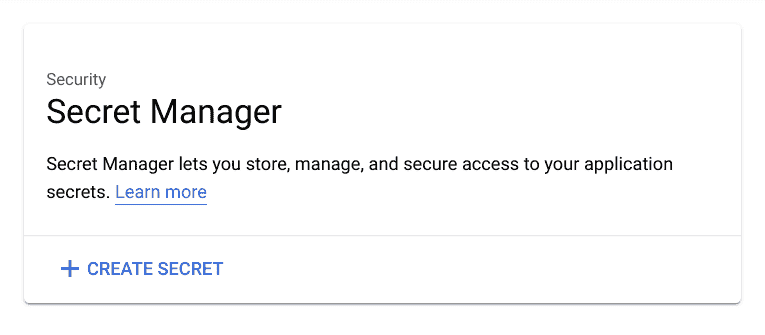 Security
Secret Manager
Secret Manager lets you store, manage, and secure access to your application
secrets. Learn more
+ CREATE SECRET